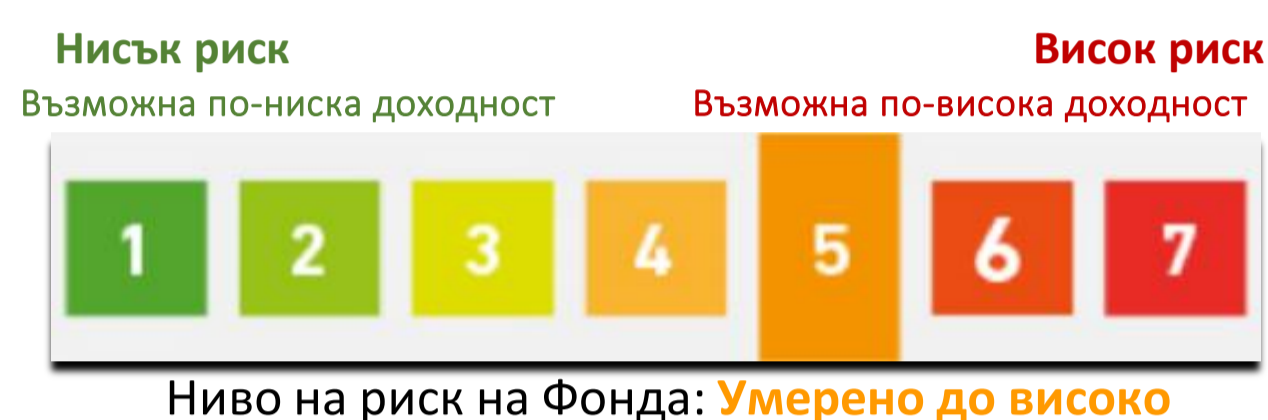 Нисък риск Висок риск
Възможна по-ниска доходност Възможна по-висока доходност
1 2 3 4 5 6 7
Ниво на риск на Фонда: Умерено до високо